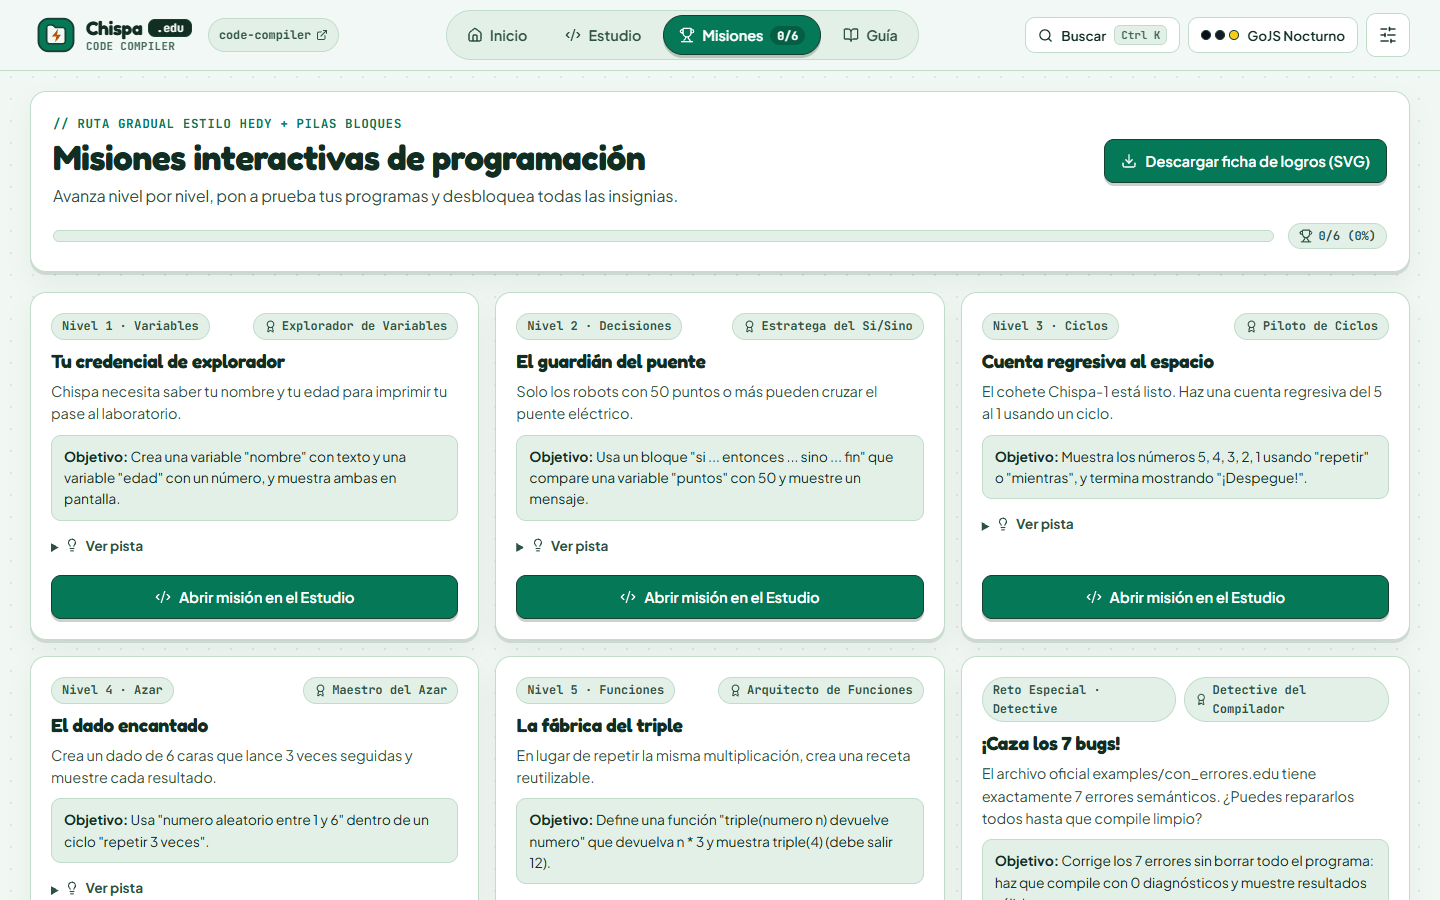 Chispa .edu
CODE COMPILER
code-compiler
Inicio
Estudio
Misiones 0/6
Guía
Buscar Ctrl K
GoJS Nocturno
// RUTA GRADUAL ESTILO HEDY + PILAS BLOQUES
Misiones interactivas de programación
Avanza nivel por nivel, pon a prueba tus programas y desbloquea todas las insignias.
Descargar ficha de logros (SVG)
0/6 (0%)
Nivel 1 · Variables
Explorador de Variables
Tu credencial de explorador
Chispa necesita saber tu nombre y tu edad para imprimir tu
pase al laboratorio.
Objetivo: Crea una variable "nombre" con texto y una
variable "edad" con un número, y muestra ambas en
pantalla.
Ver pista
Abrir misión en el Estudio
Nivel 2 · Decisiones
Estratega del Si/Sino
El guardián del puente
Solo los robots con 50 puntos o más pueden cruzar el
puente eléctrico.
Objetivo: Usa un bloque "si ... entonces ... sino ... fin" que
compare una variable "puntos" con 50 y muestre un
mensaje.
Ver pista
Abrir misión en el Estudio
Nivel 3 · Ciclos
Piloto de Ciclos
Cuenta regresiva al espacio
El cohete Chispa-1 está listo. Haz una cuenta regresiva del 5
al 1 usando un ciclo.
Objetivo: Muestra los números 5, 4, 3, 2, 1 usando "repetir"
o "mientras", y termina mostrando "¡Despegue!".
Ver pista
Abrir misión en el Estudio
Nivel 4 · Azar
Maestro del Azar
El dado encantado
Crea un dado de 6 caras que lance 3 veces seguidas y
muestre cada resultado.
Objetivo: Usa "numero aleatorio entre 1 y 6" dentro de un
ciclo "repetir 3 veces".
Ver pista
Nivel 5 · Funciones
Arquitecto de Funciones
La fábrica del triple
En lugar de repetir la misma multiplicación, crea una receta
reutilizable.
Objetivo: Define una función "triple(numero n) devuelve
numero" que devuelva n * 3 y muestra triple(4) (debe salir
12).
Reto Especial ·
Detective
Detective del
Compilador
¡Caza los 7 bugs!
El archivo oficial examples/con_errores.edu tiene
exactamente 7 errores semánticos. ¿Puedes repararlos
todos hasta que compile limpio?
Objetivo: Corrige los 7 errores sin borrar todo el programa:
haz que compile con 0 diagnósticos y muestre resultados